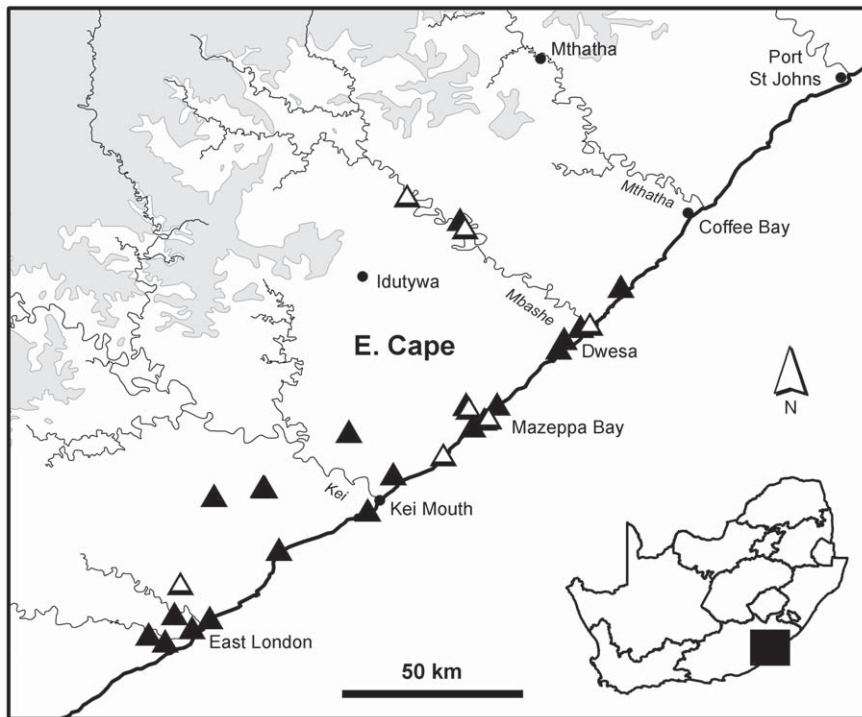 Mthatha
Port
St Johns
Mthatha
Coffee Bay
Idutywa
Mbashe
E. Cape
Dwesa
N
Mazeppa Bay
Kei
Kei Mouth
East London
50 km